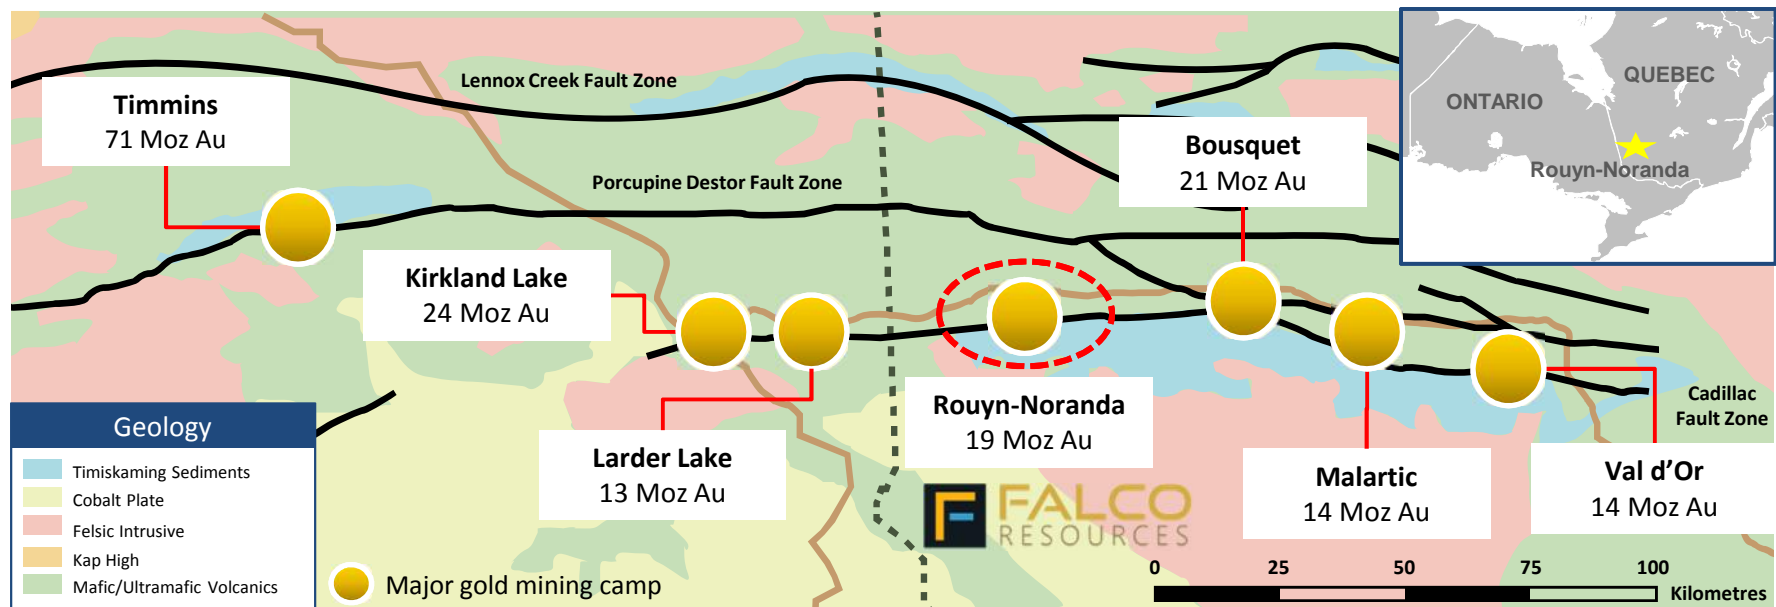 Lennox Creek Fault Zone
Timmins
71 Moz Au
Porcupine Destor Fault Zone
Bousquet
21 Moz Au
QUEBEC
ONTARIO
Rouyn-Noranda
Kirkland Lake
24 Moz Au
Larder Lake
13 Moz Au
Rouyn-Noranda
19 Moz Au
Malartic
14 Moz Au
Val d’Or
14 Moz Au
Cadillac
Fault Zone
Geology
Timiskaming Sediments
Cobalt Plate
Felsic Intrusive
Kap High
Mafic/Ultramafic Volcanics
Major gold mining camp
F FALCO
RESOURCES
0 25 50 75 100
Kilometres